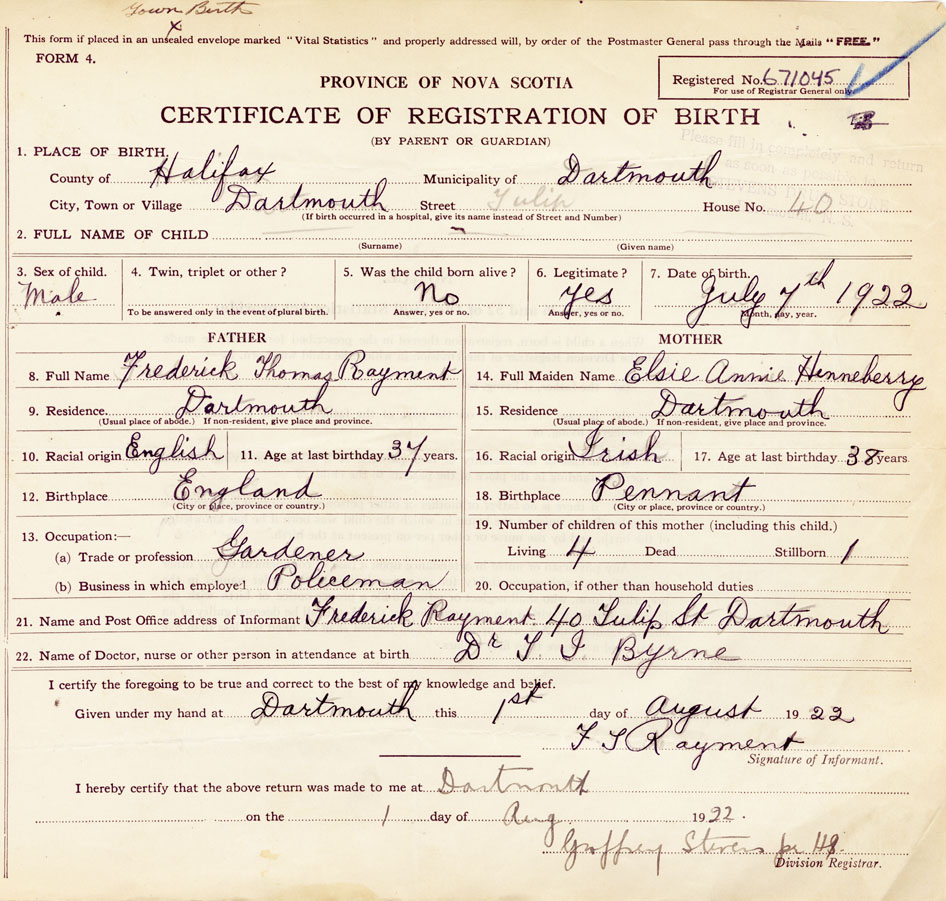 Town Birth
x
This form if placed in an unsealed envelope marked "Vital Statistics" and properly addressed will, by order of the Postmaster General pass through the Mails "FREE."
FORM 4.
Registered No. 671045
For use of Registrar General only
PROVINCE OF NOVA SCOTIA
CERTIFICATE OF REGISTRATION OF BIRTH
(BY PARENT OR GUARDIAN)
Please fill in completely and return
as soon as possible to
1. PLACE OF BIRTH.
County of Halifax Municipality of Dartmouth
City, Town or Village Dartmouth Street Tulip House No. 40
(If birth occurred in a hospital, give its name instead of Street and Number)
2. FULL NAME OF CHILD
(Surname) (Given name)
3. Sex of child. 4. Twin, triplet or other? 5. Was the child born alive? 6. Legitimate? 7. Date of birth.
Male No Yes July 7th 1922
To be answered only in the event of plural birth. Answer, yes or no. Answer, yes or no. Month, day, year.
FATHER MOTHER
8. Full Name Frederick Thomas Rayment 14. Full Maiden Name Elsie Annie Henneberry
9. Residence. Dartmouth 15. Residence Dartmouth
(Usual place of abode.) If non-resident, give place and province. (Usual place of abode.) If non-resident, give place and province.
10. Racial origin English 11. Age at last birthday 37 years. 16. Racial origin Irish 17. Age at last birthday 38 years.
12. Birthplace England 18. Birthplace Pennant
(City or place, province or country.) (City or place, province or country.)
13. Occupation:— 19. Number of children of this mother (including this child.)
(a) Trade or profession Gardener Living 4 Dead Stillborn 1
(b) Business in which employed Policeman 20. Occupation, if other than household duties
21. Name and Post Office address of Informant Frederick Rayment 40 Tulip St Dartmouth
22. Name of Doctor, nurse or other person in attendance at birth Dr T I Byrne
I certify the foregoing to be true and correct to the best of my knowledge and belief.
Given under my hand at Dartmouth this 1st day of August 1922
F T Rayment
Signature of Informant.
I hereby certify that the above return was made to me at Dartmouth
on the 1 day of Aug 1922.
Geoffrey Stevens per HS.
Division Registrar.